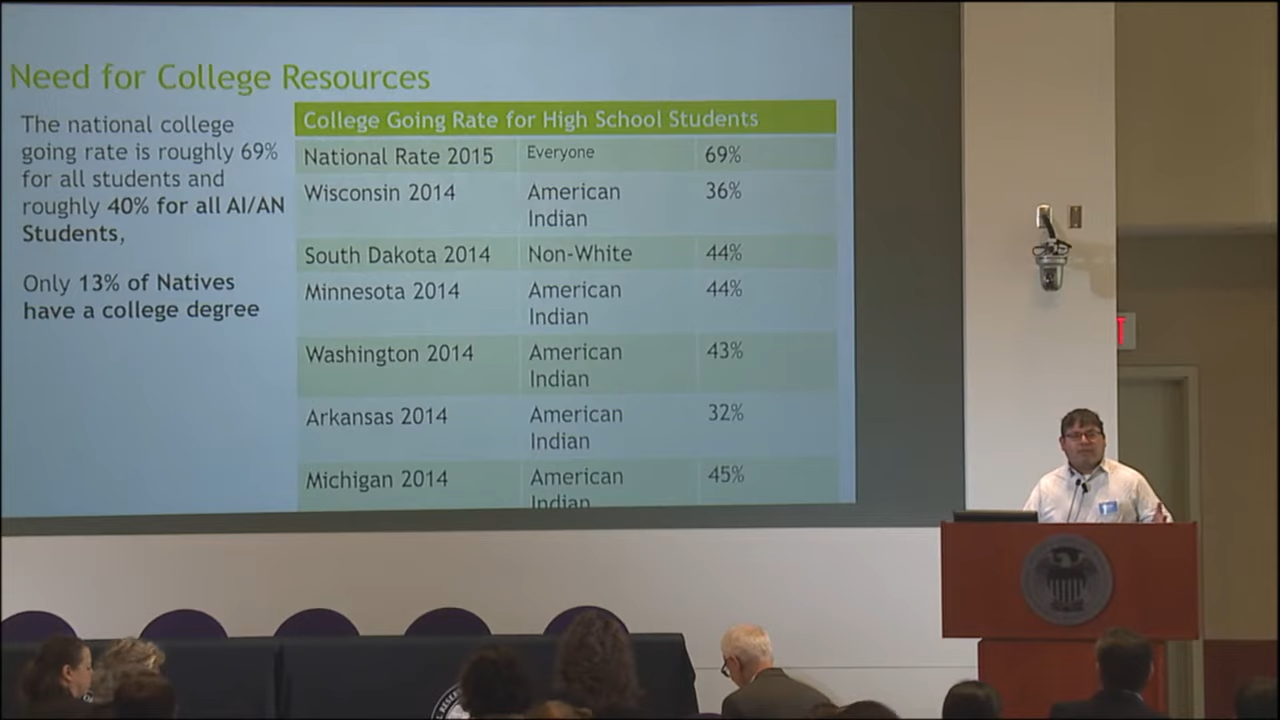 Need for College Resources
The national college
going rate is roughly 69%
for all students and
roughly 40% for all AI/AN
Students,
Only 13% of Natives
have a college degree
College Going Rate for High School Students
National Rate 2015 Everyone 69%
Wisconsin 2014 American 36%
Indian
South Dakota 2014 Non-White 44%
Minnesota 2014 American 44%
Indian
Washington 2014 American 43%
Indian
Arkansas 2014 American 32%
Indian
Michigan 2014 American 45%
Indian